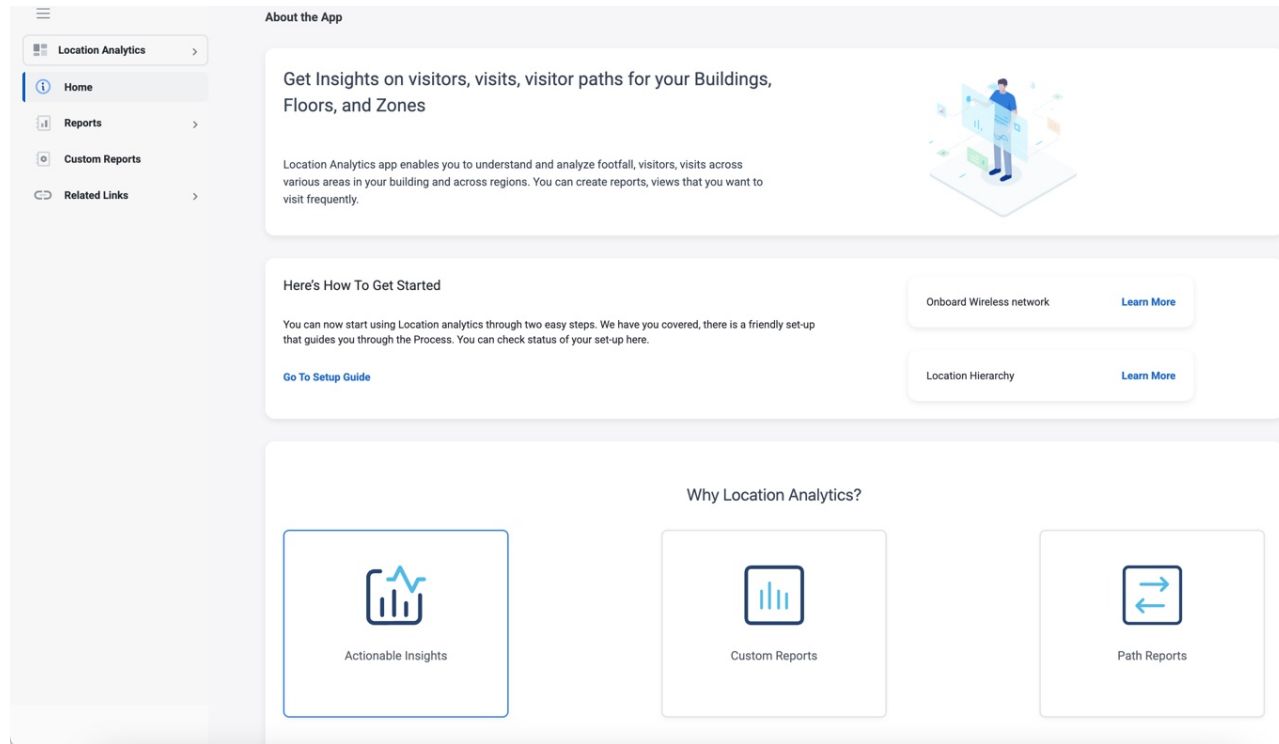 About the App
Location Analytics
Home
Reports
Custom Reports
Related Links
Get Insights on visitors, visits, visitor paths for your Buildings,
Floors, and Zones
Location Analytics app enables you to understand and analyze footfall, visitors, visits across
various areas in your building and across regions. You can create reports, views that you want to
visit frequently.
Here's How To Get Started
You can now start using Location analytics through two easy steps. We have you covered, there is a friendly set-up
that guides you through the Process. You can check status of your set-up here.
Go To Setup Guide
Onboard Wireless network Learn More
Location Hierarchy Learn More
Why Location Analytics?
Actionable Insights
Custom Reports
Path Reports